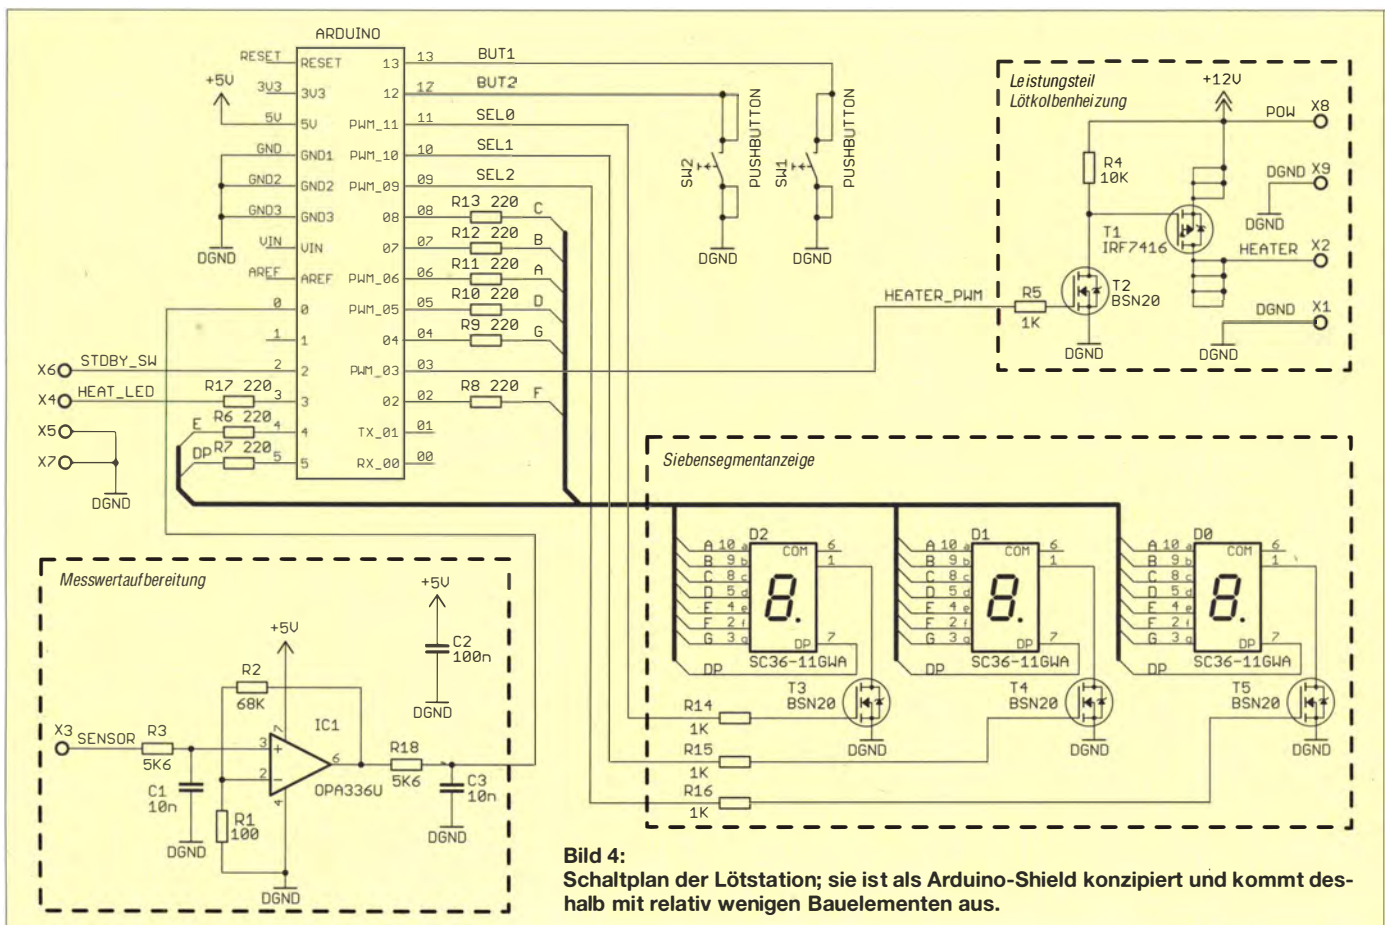 ARDUINO
RESET
RESET
13
13
BUT1
+5V
3V3
3V3
12
12
BUT2
5V
5V
PWM_11
11
SEL0
GND
GND1
PWM_10
10
SEL1
GND2
GND2
PWM_09
09
SEL2
GND3
GND3
08
08
R13 220
C
DGND
VIN
VIN
07
07
R12 220
B
AREF
AREF
PWM_06
06
R11 220
A
0
0
PWM_05
05
R10 220
D
1
1
04
04
R9 220
G
X6
STDBY_SW
2
2
PWM_03
03
X4
HEAT_LED
R17 220
3
3
02
02
R8 220
F
X5
E
R6 220
4
4
TX_01
01
X7
DP
R7 220
5
5
RX_00
00
DGND
SW2
PUSHBUTTON
SW1
PUSHBUTTON
DGND
DGND
HEATER_PWM
Leistungsteil
Lötkolbenheizung
+12V
POW
X8
R4
10K
DGND
X9
DGND
T1
IRF7416
HEATER
X2
R5
1K
T2
BSN20
DGND
X1
DGND
DGND
Siebensegmentanzeige
D2
A 10 a
COM
6
B 9 b
1
C 8 c
D 5 d
E 4 e
F 2 f
G 3 g
DP
7
SC36-11GWA
DP
D1
A 10 a
COM
6
B 9 b
1
C 8 c
D 5 d
E 4 e
F 2 f
G 3 g
DP
7
SC36-11GWA
DP
D0
A 10 a
COM
6
B 9 b
1
C 8 c
D 5 d
E 4 e
F 2 f
G 3 g
DP
7
SC36-11GWA
DP
T3
BSN20
T4
BSN20
T5
BSN20
R14
1K
DGND
DGND
DGND
R15
1K
R16
1K
Messwertaufbereitung
+5V
+5V
C2
100n
R2
68K
DGND
IC1
X3
SENSOR
R3
5K6
3
+
7
6
2
-
4
OPA336U
R18
5K6
C1
10n
C3
10n
R1
100
DGND
DGND
DGND
Bild 4:
Schaltplan der Lötstation; sie ist als Arduino-Shield konzipiert und kommt des-
halb mit relativ wenigen Bauelementen aus.